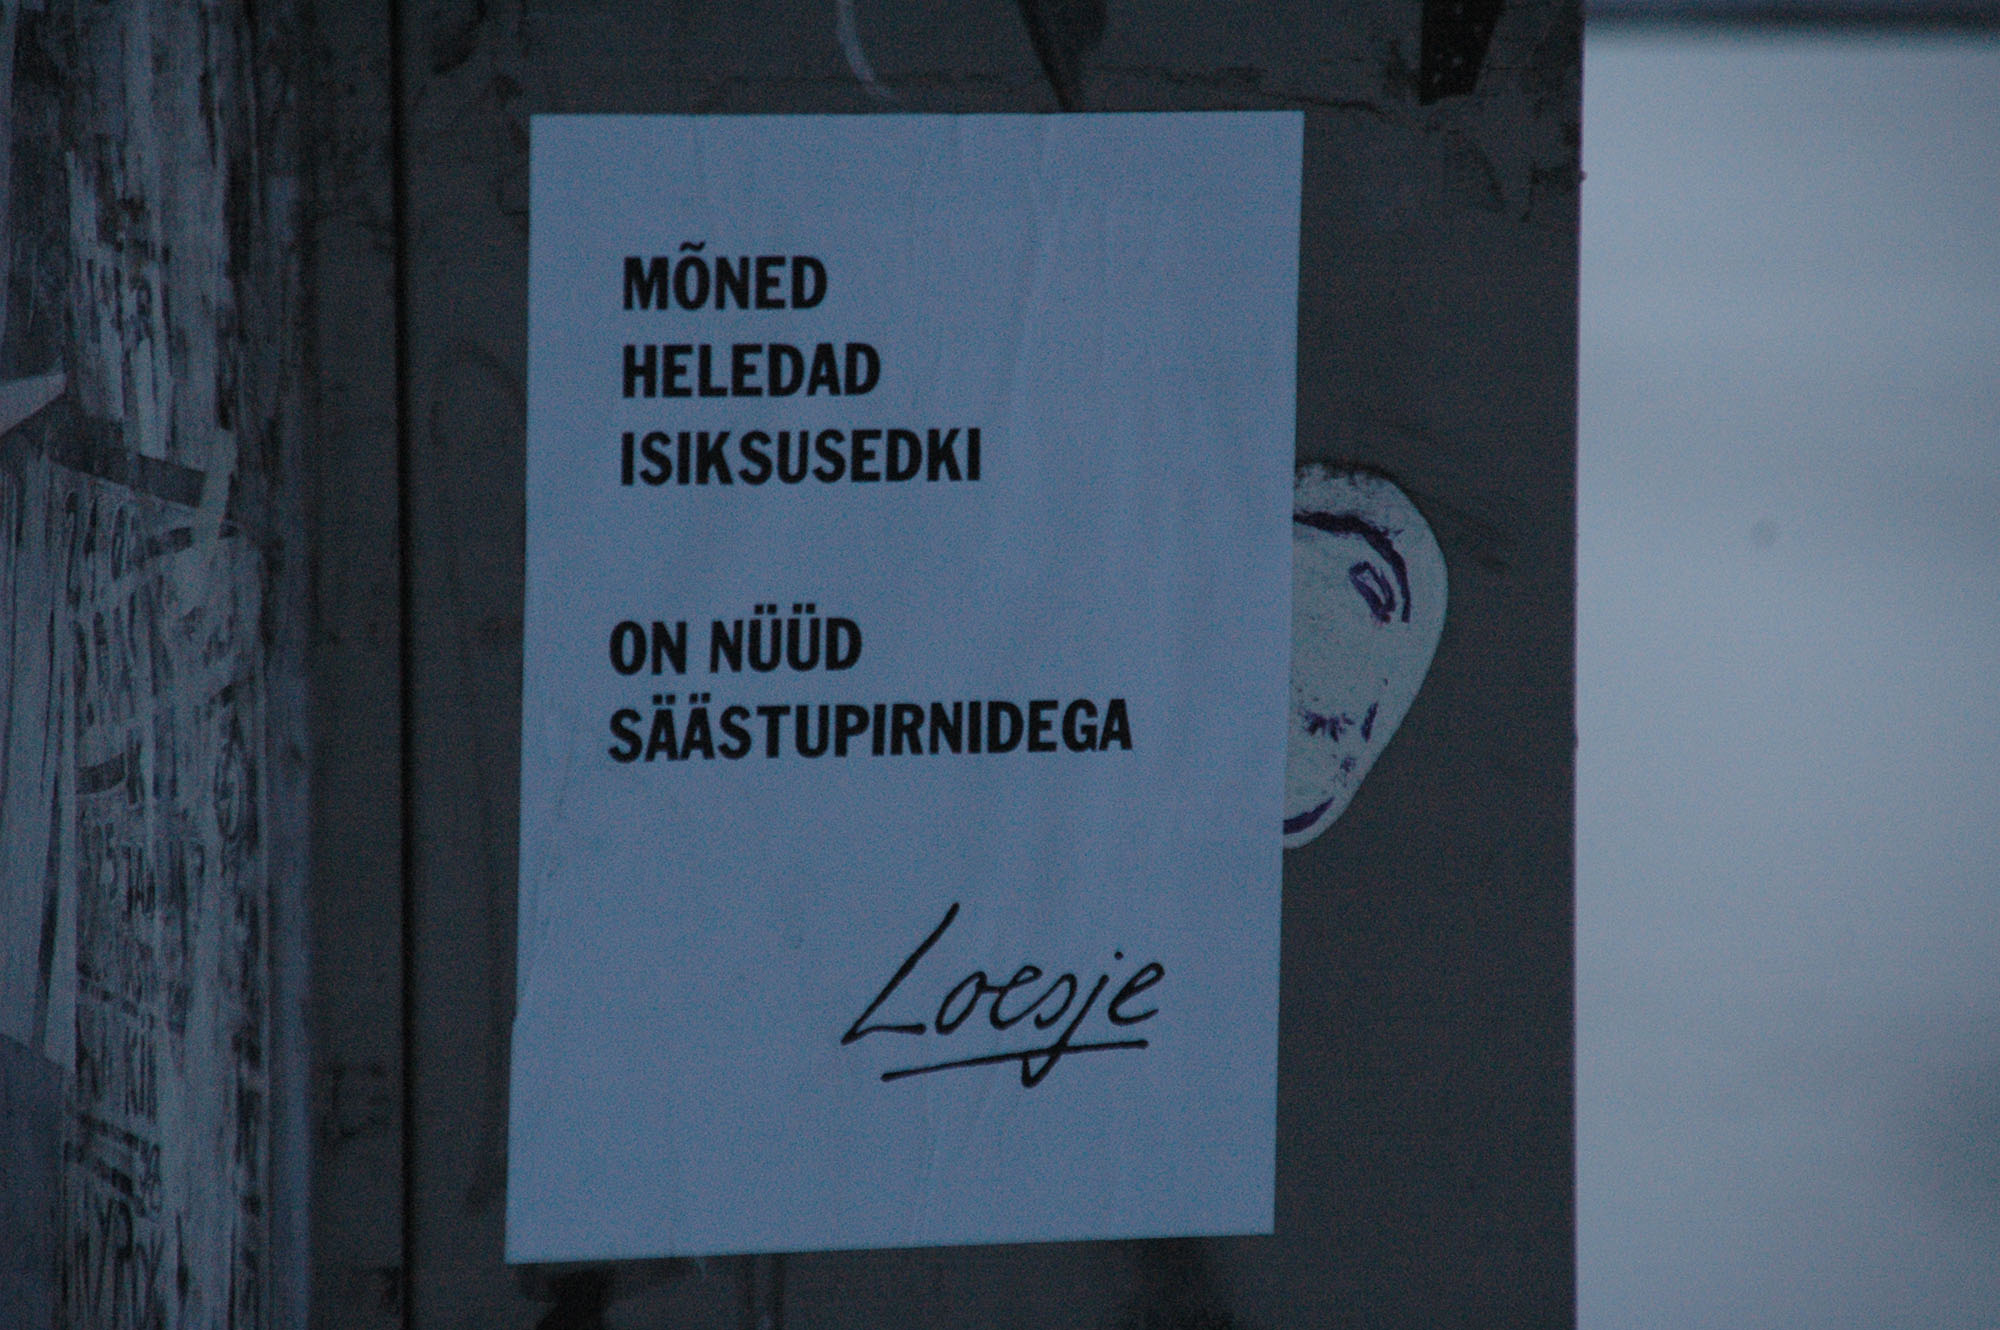 MÕNED
HELEDAD
ISIKSUSEDKI
ON NÜÜD
SÄÄSTUPIRNIDEGA
Loesje